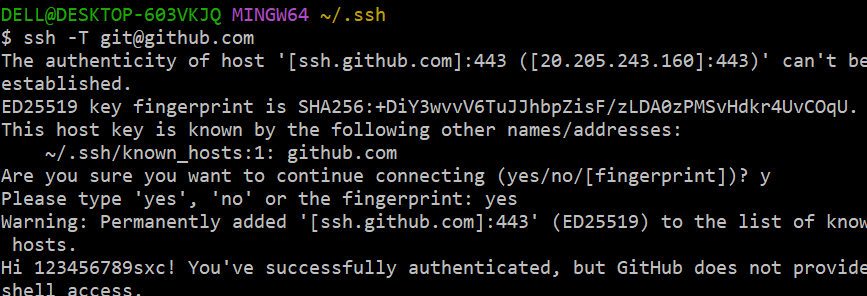 DELL@DESKTOP-603VKJQ MINGW64 ~/.ssh
$ ssh -T git@github.com
The authenticity of host '[ssh.github.com]:443 ([20.205.243.160]:443)' can't be
established.
ED25519 key fingerprint is SHA256:+DiY3wvvV6TuJJhbpZisF/zLDA0zPMSvHdkr4UvCOqU.
This host key is known by the following other names/addresses:
    ~/.ssh/known_hosts:1: github.com
Are you sure you want to continue connecting (yes/no/[fingerprint])? y
Please type 'yes', 'no' or the fingerprint: yes
Warning: Permanently added '[ssh.github.com]:443' (ED25519) to the list of know
 hosts.
Hi 123456789sxc! You've successfully authenticated, but GitHub does not provide
shell access.